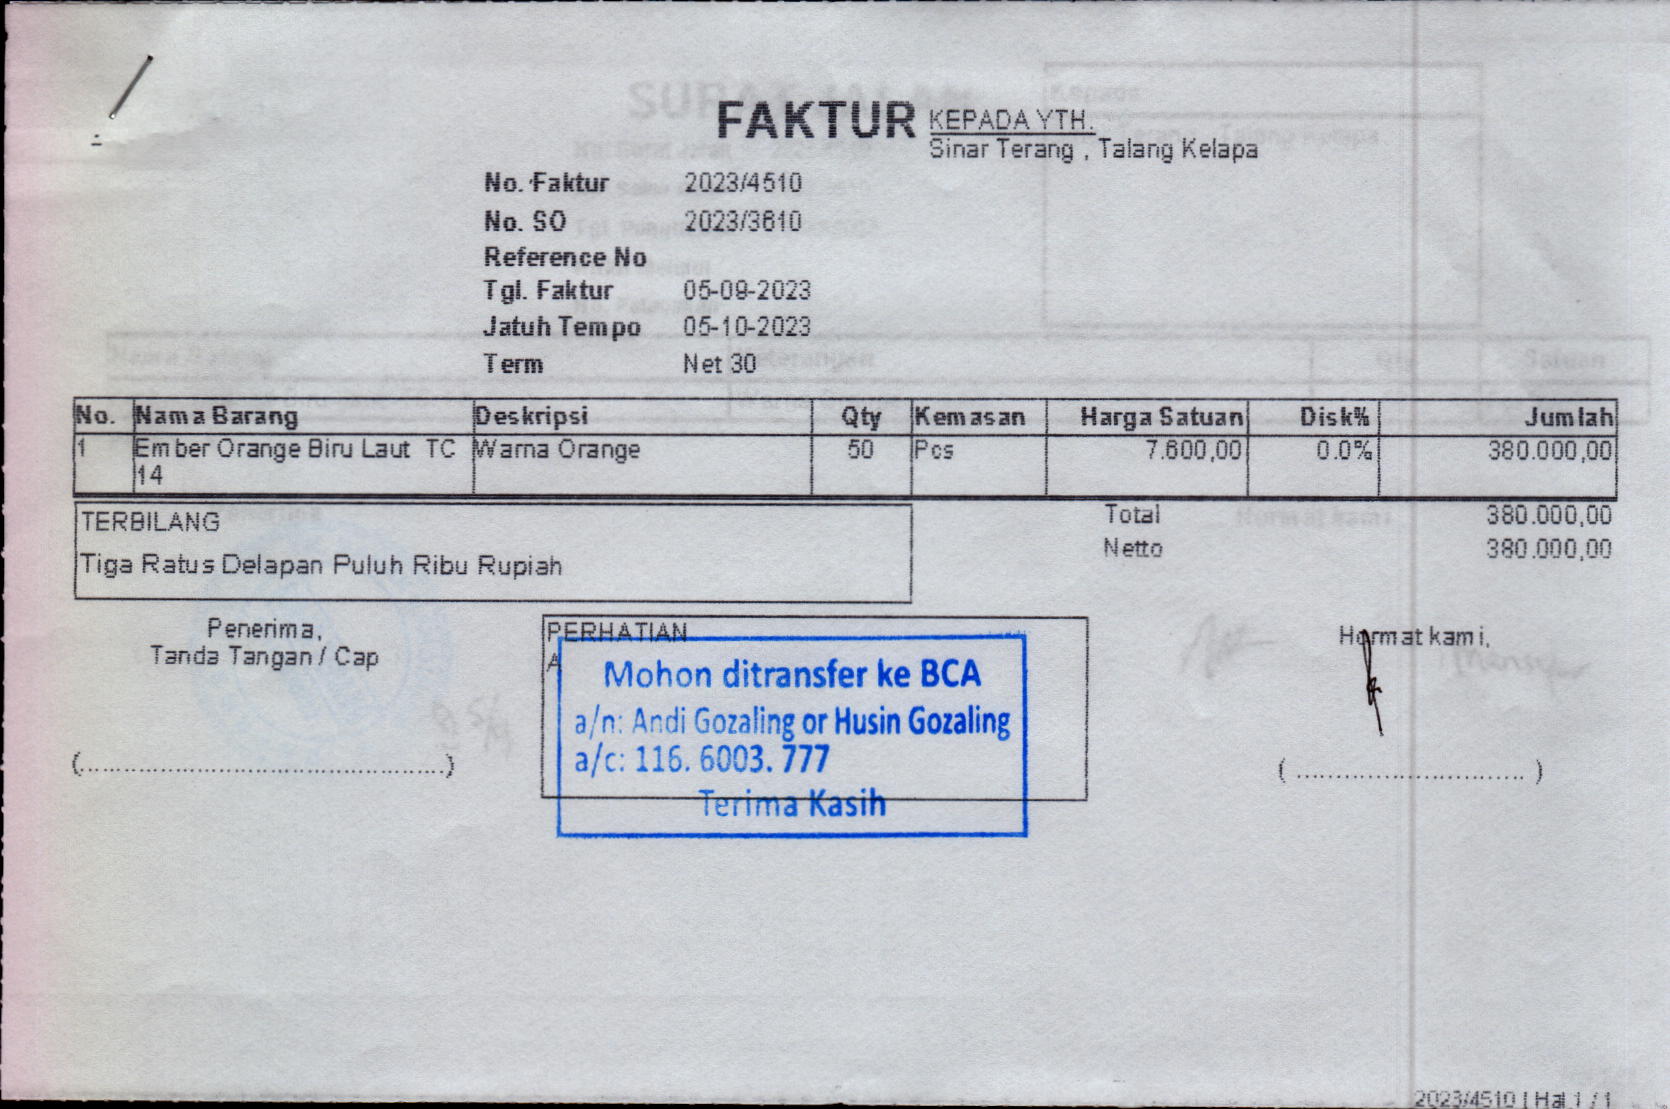 FAKTUR
KEPADA YTH.
Sinar Terang , Talang Kelapa
No. Faktur 2023/4510
No. SO 2023/3610
Reference No
Tgl. Faktur 05-09-2023
Jatuh Tempo 05-10-2023
Term Net 30
No. Nama Barang Deskripsi Qty Kemasan Harga Satuan Disk% Jumlah
1 Ember Orange Biru Laut TC Warna Orange 50 Pcs 7.600,00 0.0% 380.000,00
14
TERBILANG
Tiga Ratus Delapan Puluh Ribu Rupiah
Total 380.000,00
Netto 380.000,00
Penerima,
Tanda Tangan / Cap
PERHATIAN
A
Mohon ditransfer ke BCA
a/n: Andi Gozaling or Husin Gozaling
a/c: 116. 6003. 777
Terima Kasih
Hormat kami,
(..............................................)
( ............................. )
2023/4510 | Hal 1 / 1